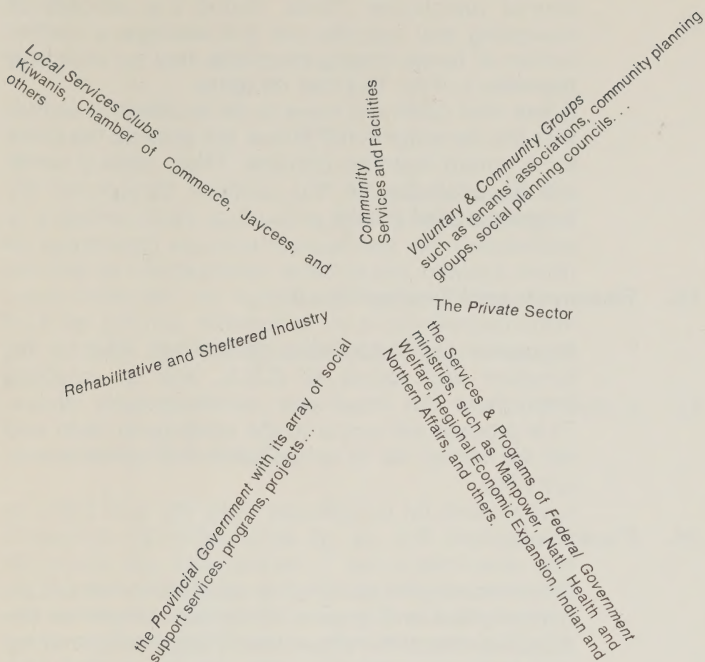 Local Services Clubs
Kiwanis, Chamber of Commerce, Jaycees, and
others
Community
Services and Facilities
Voluntary & Community Groups
such as tenants' associations, community planning
groups, social planning councils. . .
The Private Sector
the Services & Programs of Federal Government
ministries, such as Manpower, Natl. Health and
Welfare, Regional Economic Expansion, Indian and
Northern Affairs, and others.
the Provincial Government with its array of social
support services, programs, projects....
Rehabilitative and Sheltered Industry